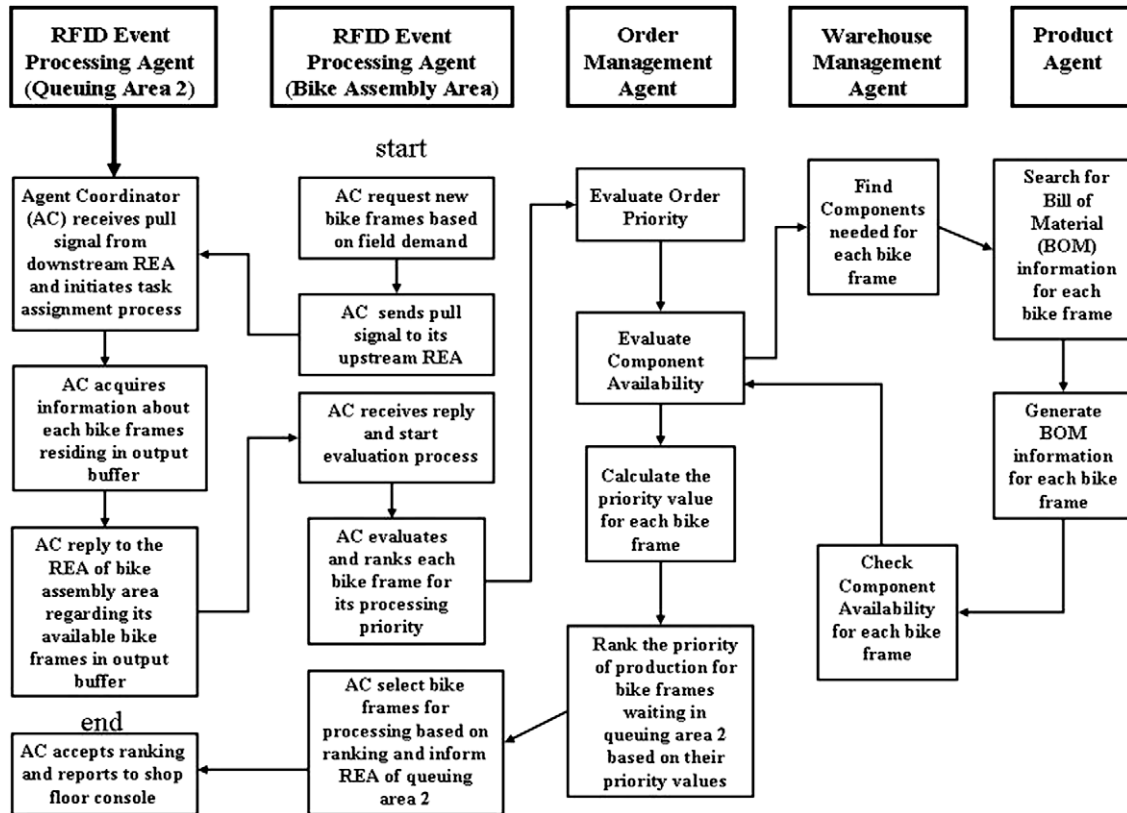 RFID Event
Processing Agent
(Queuing Area 2)
RFID Event
Processing Agent
(Bike Assembly Area)
Order
Management
Agent
Warehouse
Management
Agent
Product
Agent
start
Agent Coordinator
(AC) receives pull
signal from
downstream REA
and initiates task
assignment process
AC request new
bike frames based
on field demand
Evaluate Order
Priority
Find
Components
needed for
each bike
frame
Search for
Bill of
Material
(BOM)
information
for each
bike frame
AC sends pull
signal to its
upstream REA
Evaluate
Component
Availability
AC acquires
information about
each bike frames
residing in output
buffer
AC receives reply
and start
evaluation process
Generate
BOM
information
for each bike
frame
Calculate the
priority value
for each bike
frame
AC reply to the
REA of bike
assembly area
regarding its
available bike
frames in output
buffer
AC evaluates
and ranks each
bike frame for
its processing
priority
Check
Component
Availability
for each bike
frame
Rank the priority
of production for
bike frames
waiting in
queuing area 2
based on their
priority values
AC select bike
frames for
processing based on
ranking and inform
REA of queuing
area 2
end
AC accepts ranking
and reports to shop
floor console